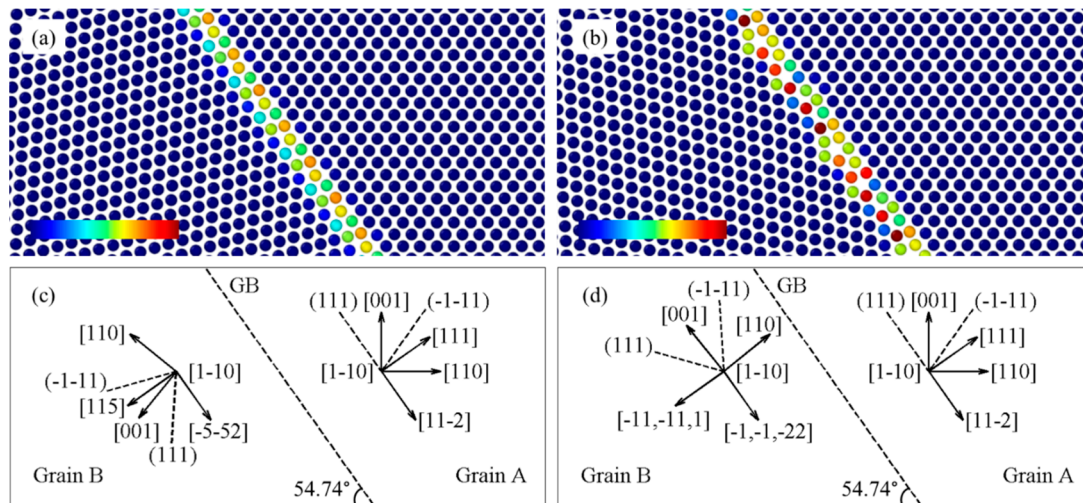 (a)
(b)
(c)
GB
(111) [001]
(-1-11)
[110]
[111]
[1-10]
[1-10]
[110]
(-1-11)
[115]
[001]
[-5-52]
[11-2]
(111)
Grain B
Grain A
54.74°
(d)
GB
(-1-11)
(111) [001]
(-1-11)
[001]
[110]
[111]
(111)
[1-10]
[1-10]
[110]
[-11,-11,1]
[-1,-1,-22]
[11-2]
Grain B
Grain A
54.74°